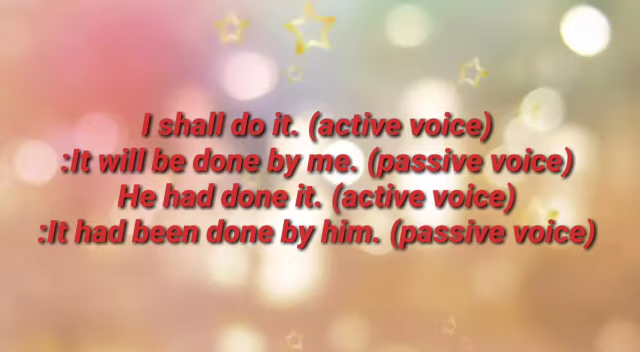 I shall do it. (active voice)
:It will be done by me. (passive voice)
He had done it. (active voice)
:It had been done by him. (passive voice)